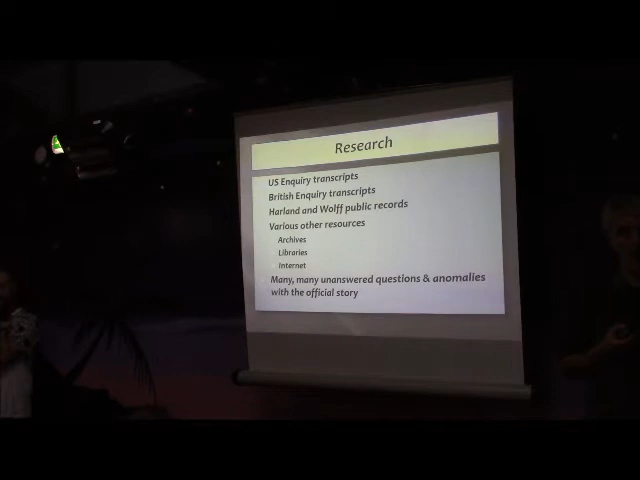 Research
US Enquiry transcripts
British Enquiry transcripts
Harland and Wolff public records
Various other resources
Archives
Libraries
Internet
Many, many unanswered questions & anomalies
with the official story